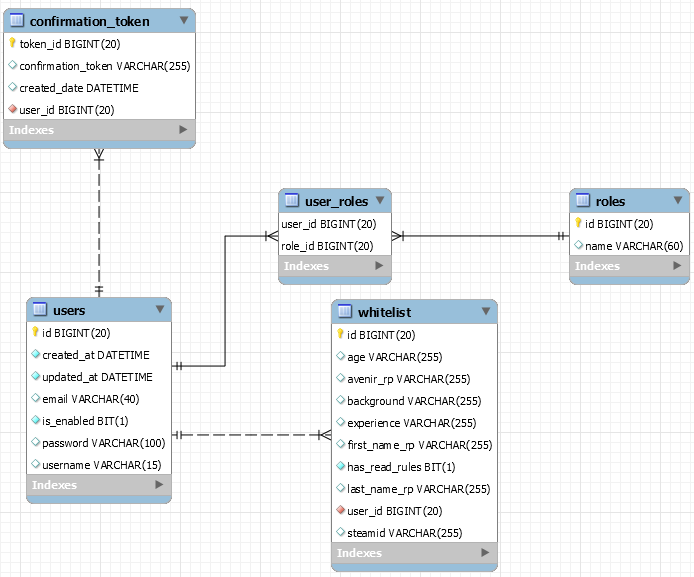 confirmation_token
token_id BIGINT(20)
confirmation_token VARCHAR(255)
created_date DATETIME
user_id BIGINT(20)
Indexes
user_roles
user_id BIGINT(20)
role_id BIGINT(20)
Indexes
roles
id BIGINT(20)
name VARCHAR(60)
Indexes
users
id BIGINT(20)
created_at DATETIME
updated_at DATETIME
email VARCHAR(40)
is_enabled BIT(1)
password VARCHAR(100)
username VARCHAR(15)
Indexes
whitelist
id BIGINT(20)
age VARCHAR(255)
avenir_rp VARCHAR(255)
background VARCHAR(255)
experience VARCHAR(255)
first_name_rp VARCHAR(255)
has_read_rules BIT(1)
last_name_rp VARCHAR(255)
user_id BIGINT(20)
steamid VARCHAR(255)
Indexes